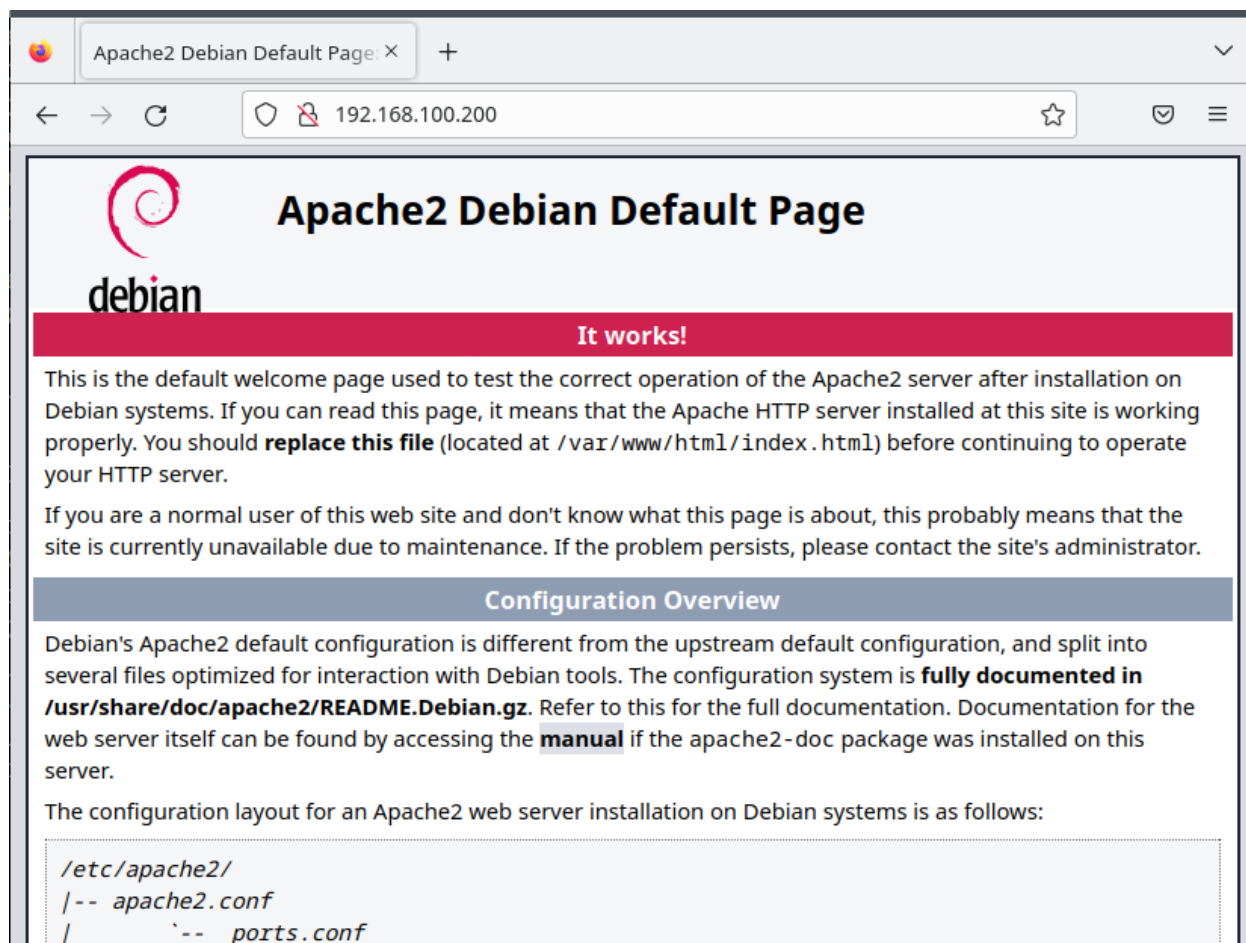 Apache2 Debian Default Page:
192.168.100.200
Apache2 Debian Default Page
debian
It works!
This is the default welcome page used to test the correct operation of the Apache2 server after installation on
Debian systems. If you can read this page, it means that the Apache HTTP server installed at this site is working
properly. You should replace this file (located at /var/www/html/index.html) before continuing to operate
your HTTP server.
If you are a normal user of this web site and don't know what this page is about, this probably means that the
site is currently unavailable due to maintenance. If the problem persists, please contact the site's administrator.
Configuration Overview
Debian's Apache2 default configuration is different from the upstream default configuration, and split into
several files optimized for interaction with Debian tools. The configuration system is fully documented in
/usr/share/doc/apache2/README.Debian.gz. Refer to this for the full documentation. Documentation for the
web server itself can be found by accessing the manual if the apache2-doc package was installed on this
server.
The configuration layout for an Apache2 web server installation on Debian systems is as follows:
/etc/apache2/
|-- apache2.conf
|       `--  ports.conf